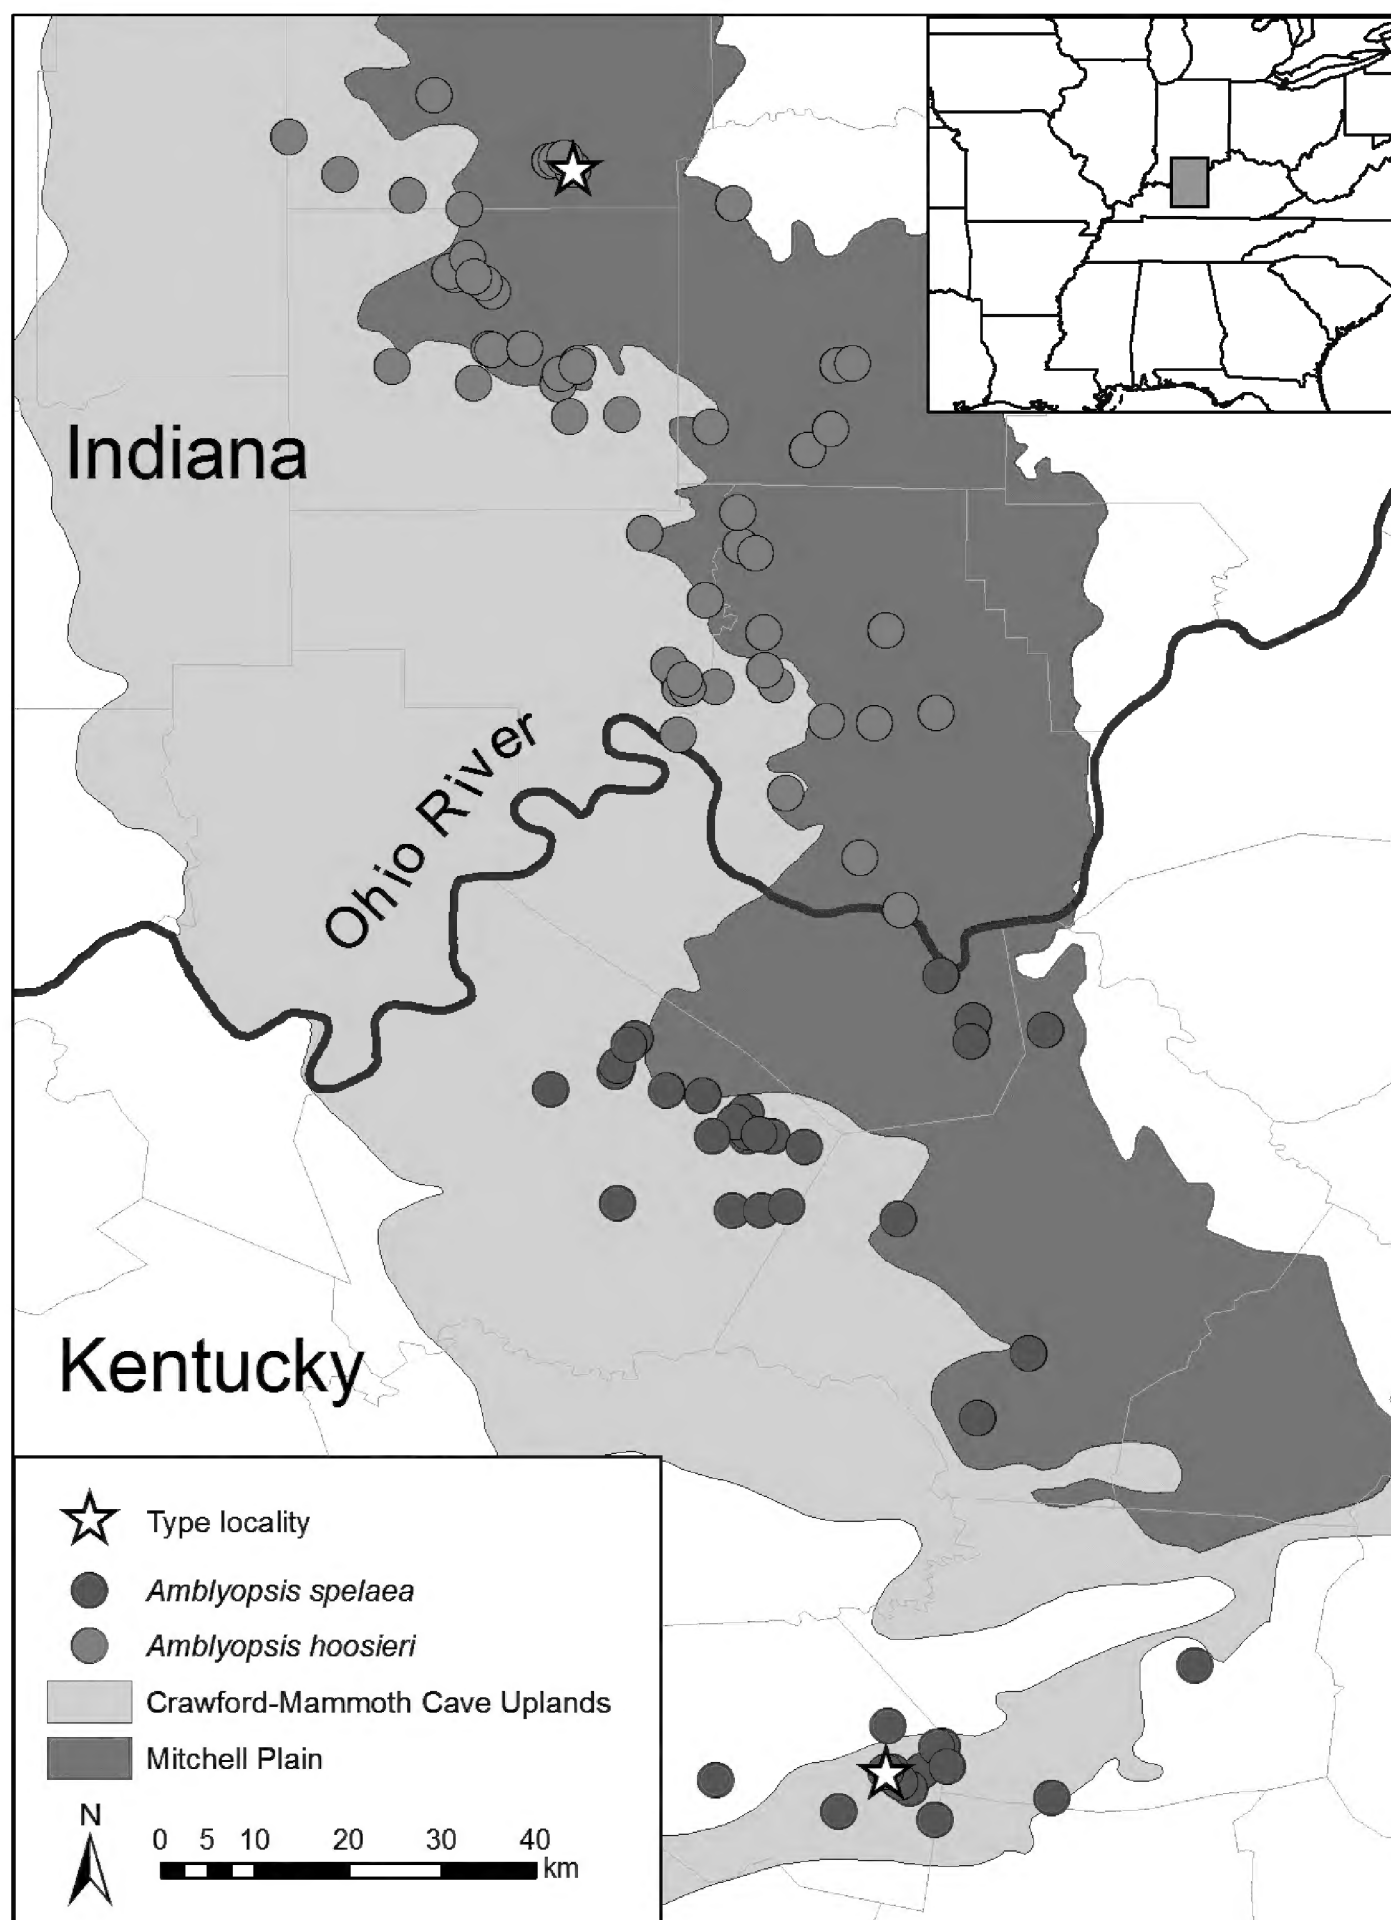 Indiana
Ohio River
Kentucky
Type locality
Amblyopsis spelaea
Amblyopsis hoosieri
Crawford-Mammoth Cave Uplands
Mitchell Plain
N
0 5 10 20 30 40
km